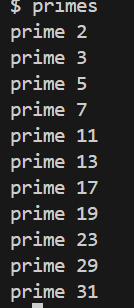 $ primes
prime 2
prime 3
prime 5
prime 7
prime 11
prime 13
prime 17
prime 19
prime 23
prime 29
prime 31